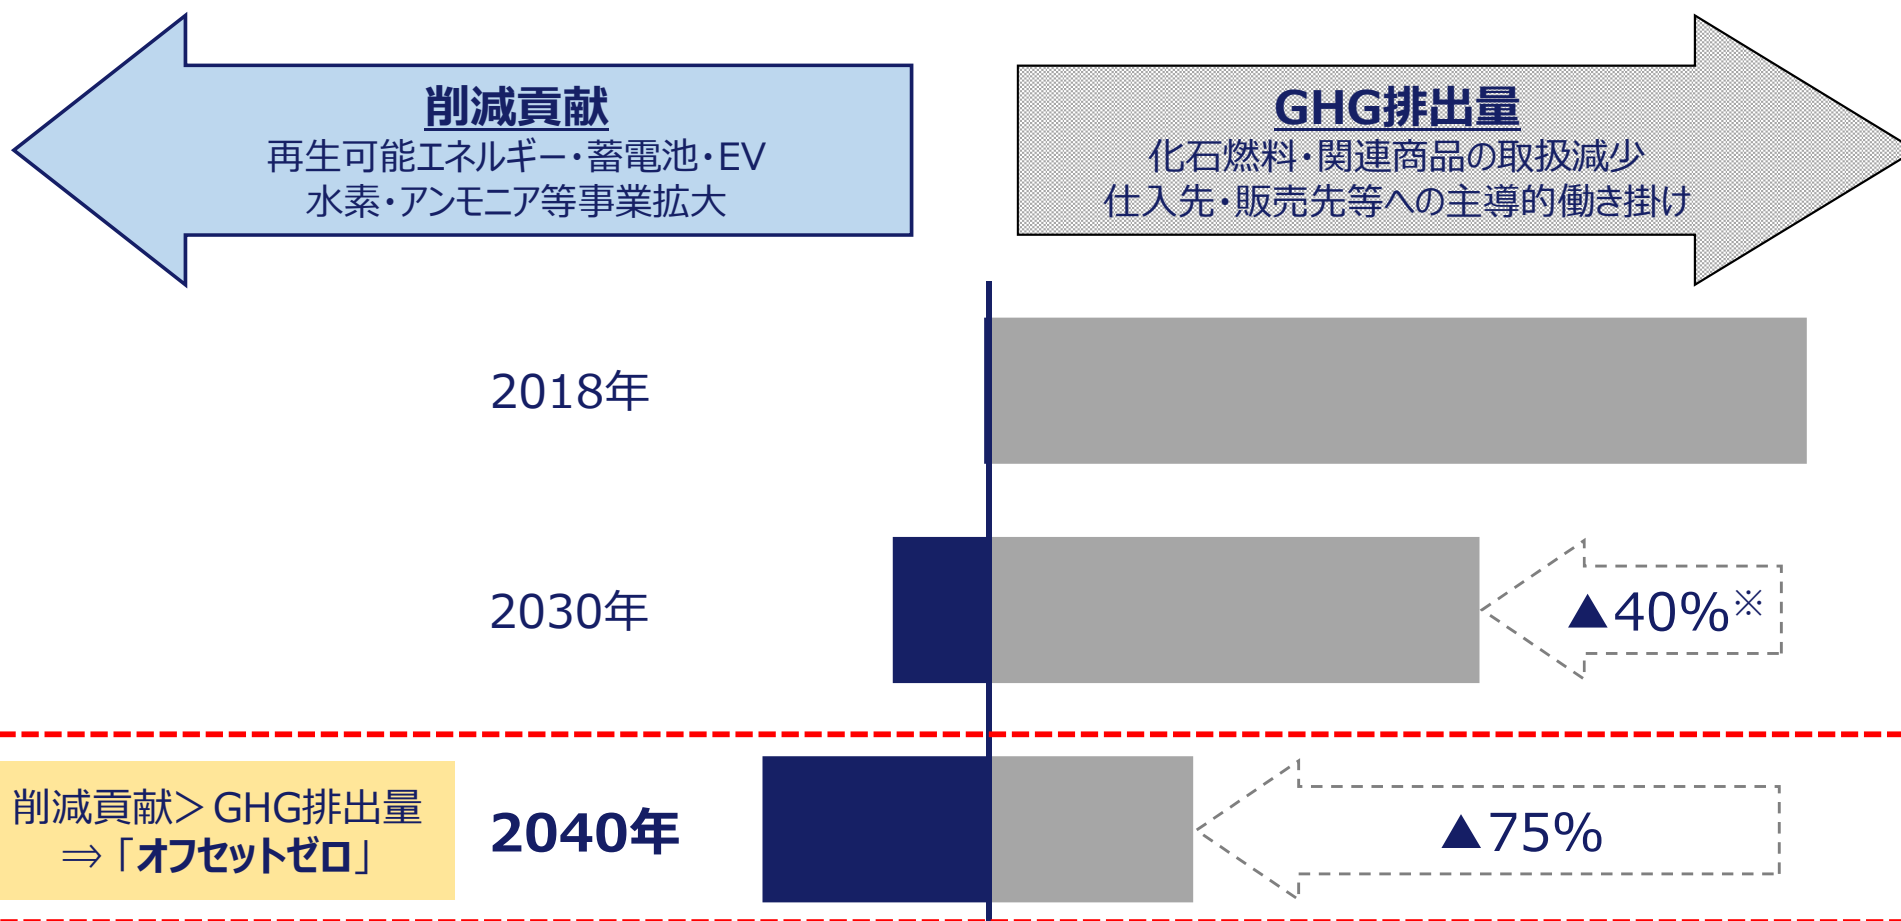 削減貢献
再生可能エネルギー・蓄電池・EV
水素・アンモニア等事業拡大
GHG排出量
化石燃料・関連商品の取扱減少
仕入先・販売先等への主導的働き掛け
2018年
2030年
▲40%※
削減貢献＞GHG排出量
⇒「オフセットゼロ」
2040年
▲75%